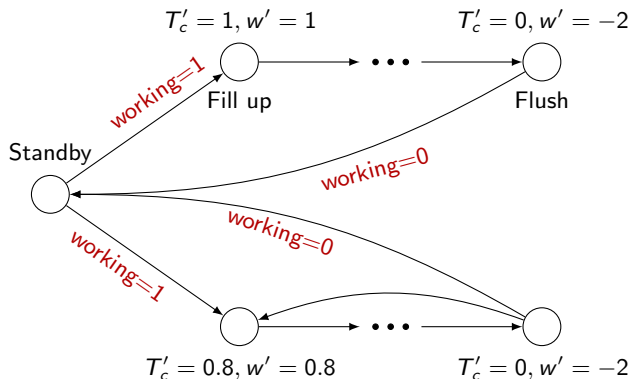 T′c = 1, w′ = 1
T′c = 0, w′ = −2
working=1
Fill up
Flush
Standby
working=0
working=0
working=1
T′c = 0.8, w′ = 0.8
T′c = 0, w′ = −2